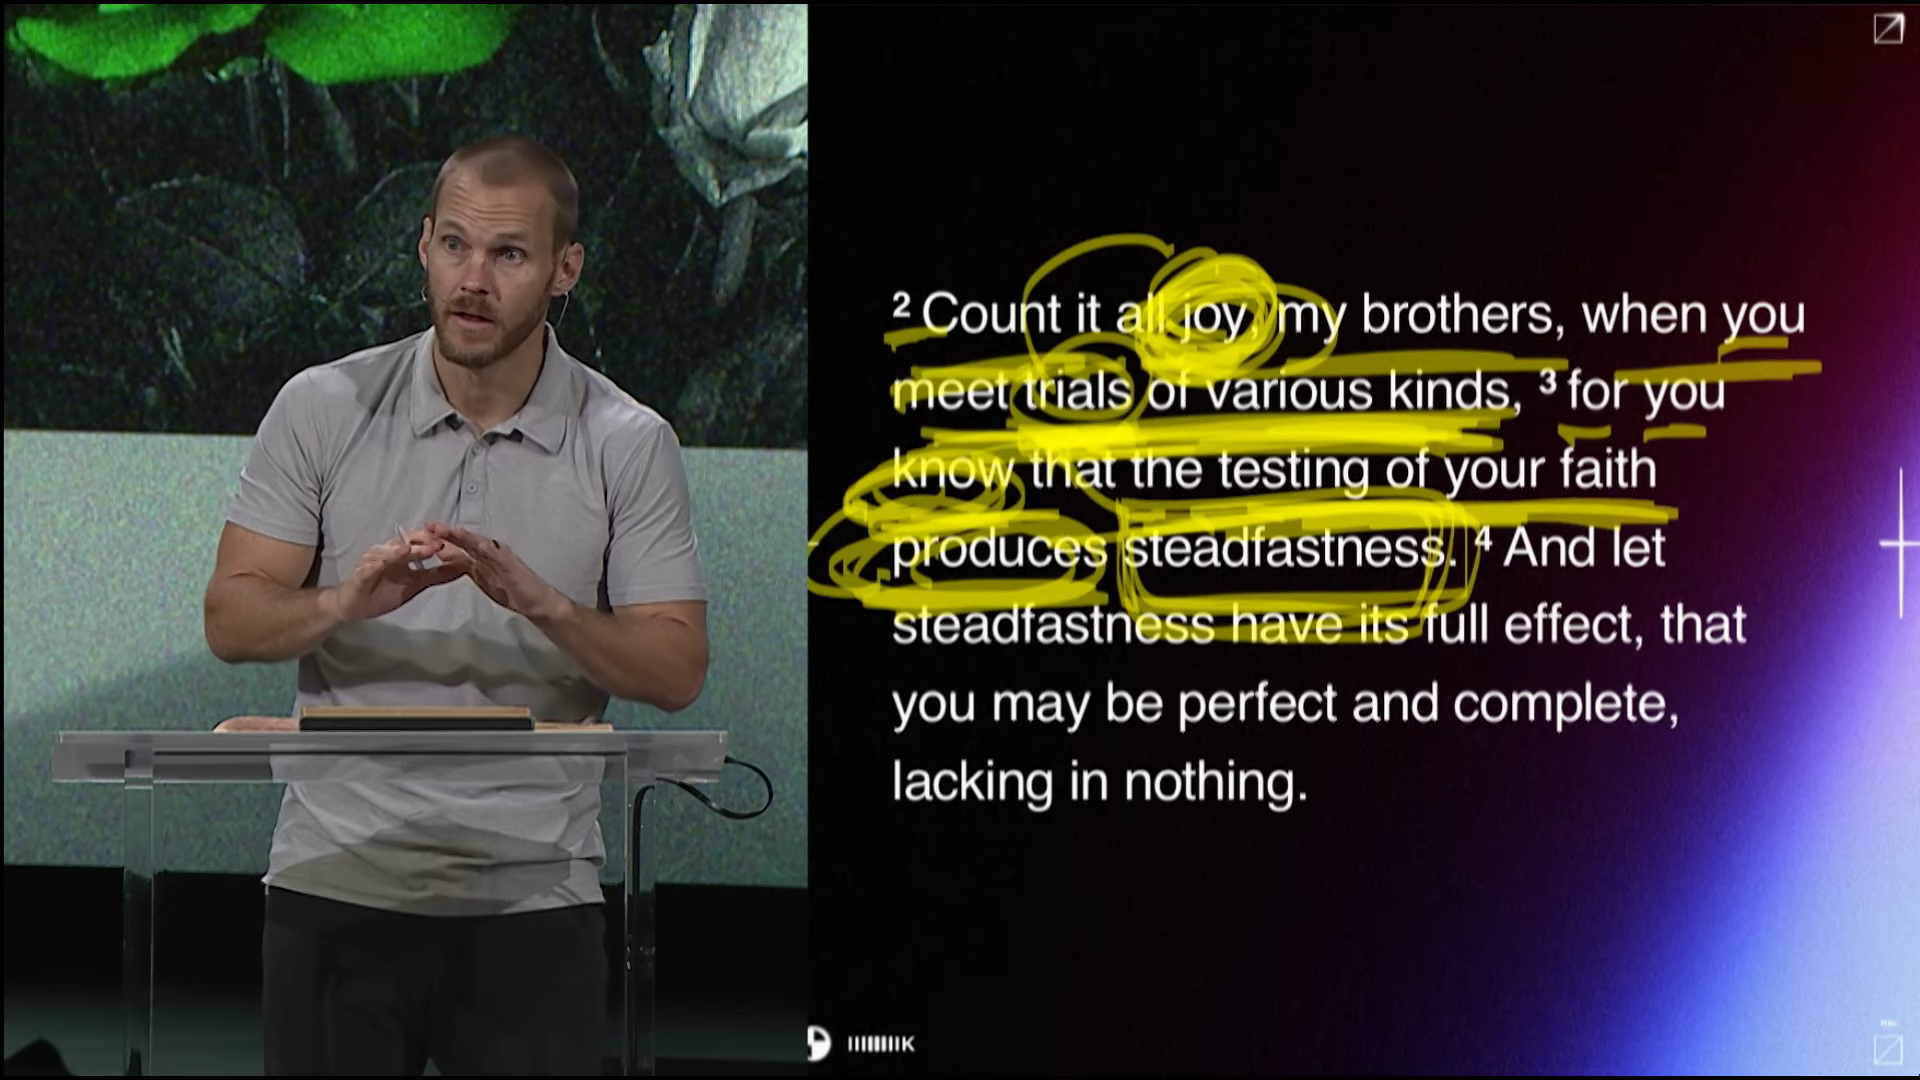 ² Count it all joy, my brothers, when you
meet trials of various kinds, ³ for you
know that the testing of your faith
produces steadfastness. ⁴ And let
steadfastness have its full effect, that
you may be perfect and complete,
lacking in nothing.